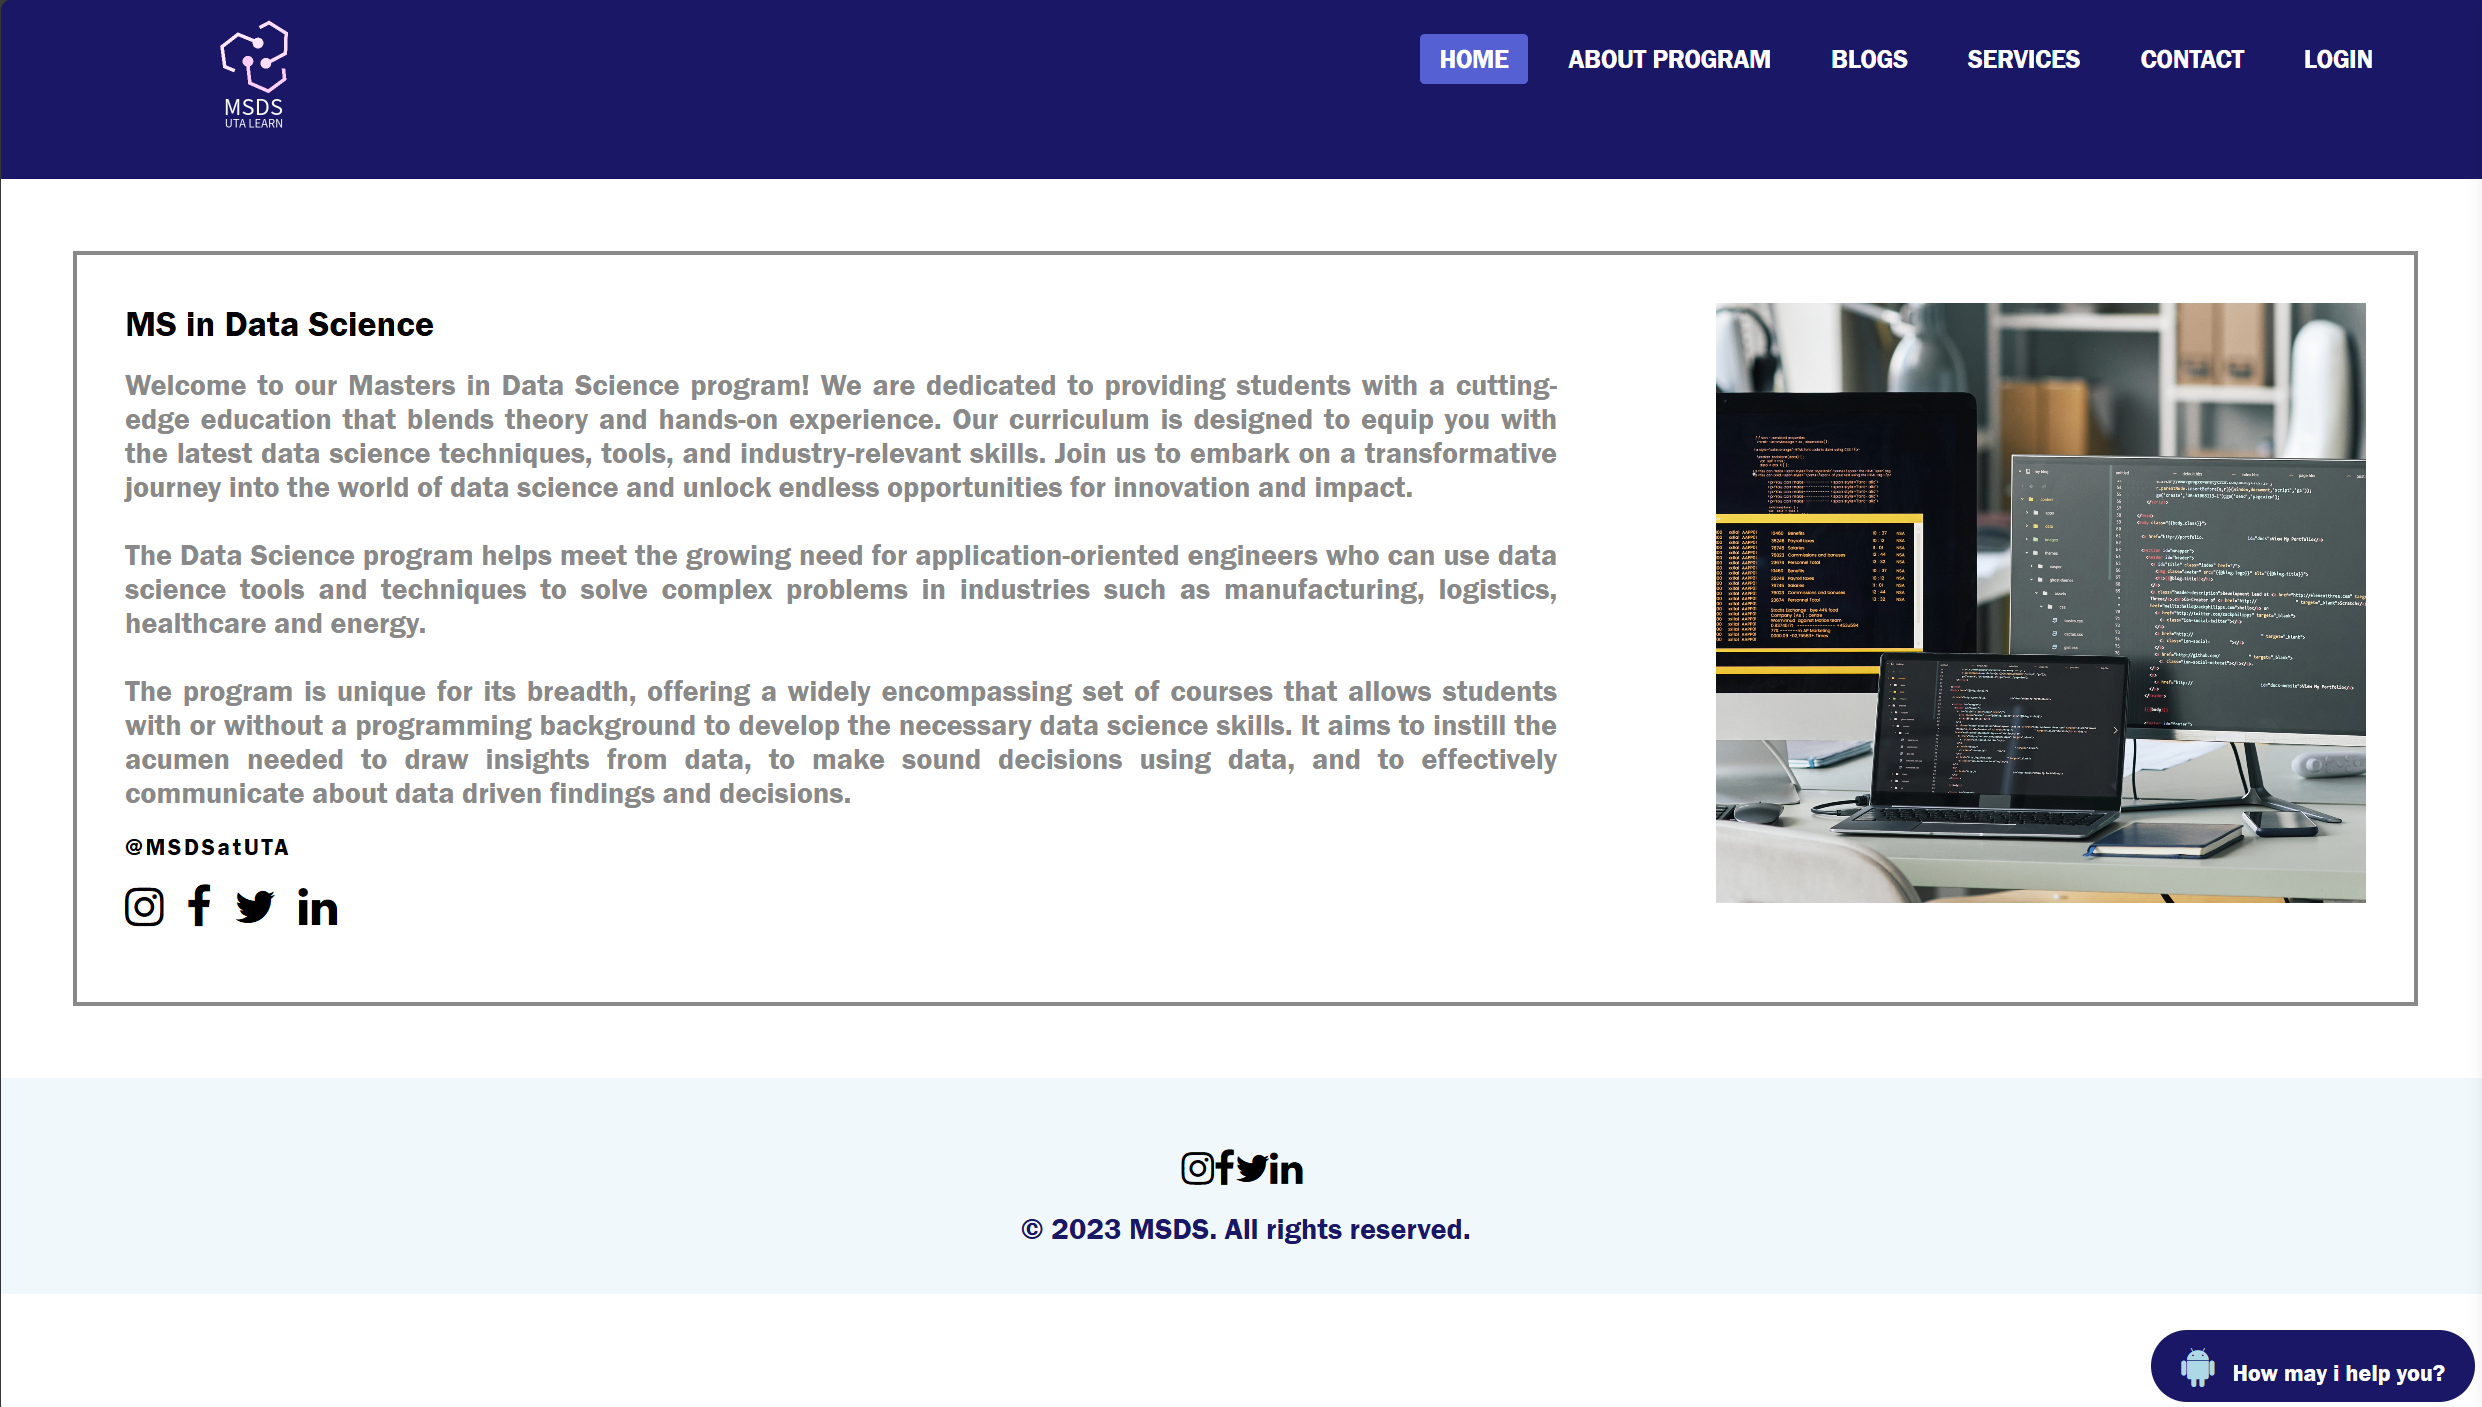 MSDS
UTA LEARN
HOME
ABOUT PROGRAM
BLOGS
SERVICES
CONTACT
LOGIN
MS in Data Science
Welcome to our Masters in Data Science program! We are dedicated to providing students with a cutting-
edge education that blends theory and hands-on experience. Our curriculum is designed to equip you with
the latest data science techniques, tools, and industry-relevant skills. Join us to embark on a transformative
journey into the world of data science and unlock endless opportunities for innovation and impact.
The Data Science program helps meet the growing need for application-oriented engineers who can use data
science tools and techniques to solve complex problems in industries such as manufacturing, logistics,
healthcare and energy.
The program is unique for its breadth, offering a widely encompassing set of courses that allows students
with or without a programming background to develop the necessary data science skills. It aims to instill the
acumen needed to draw insights from data, to make sound decisions using data, and to effectively
communicate about data driven findings and decisions.
@MSDSatUTA
© 2023 MSDS. All rights reserved.
How may i help you?